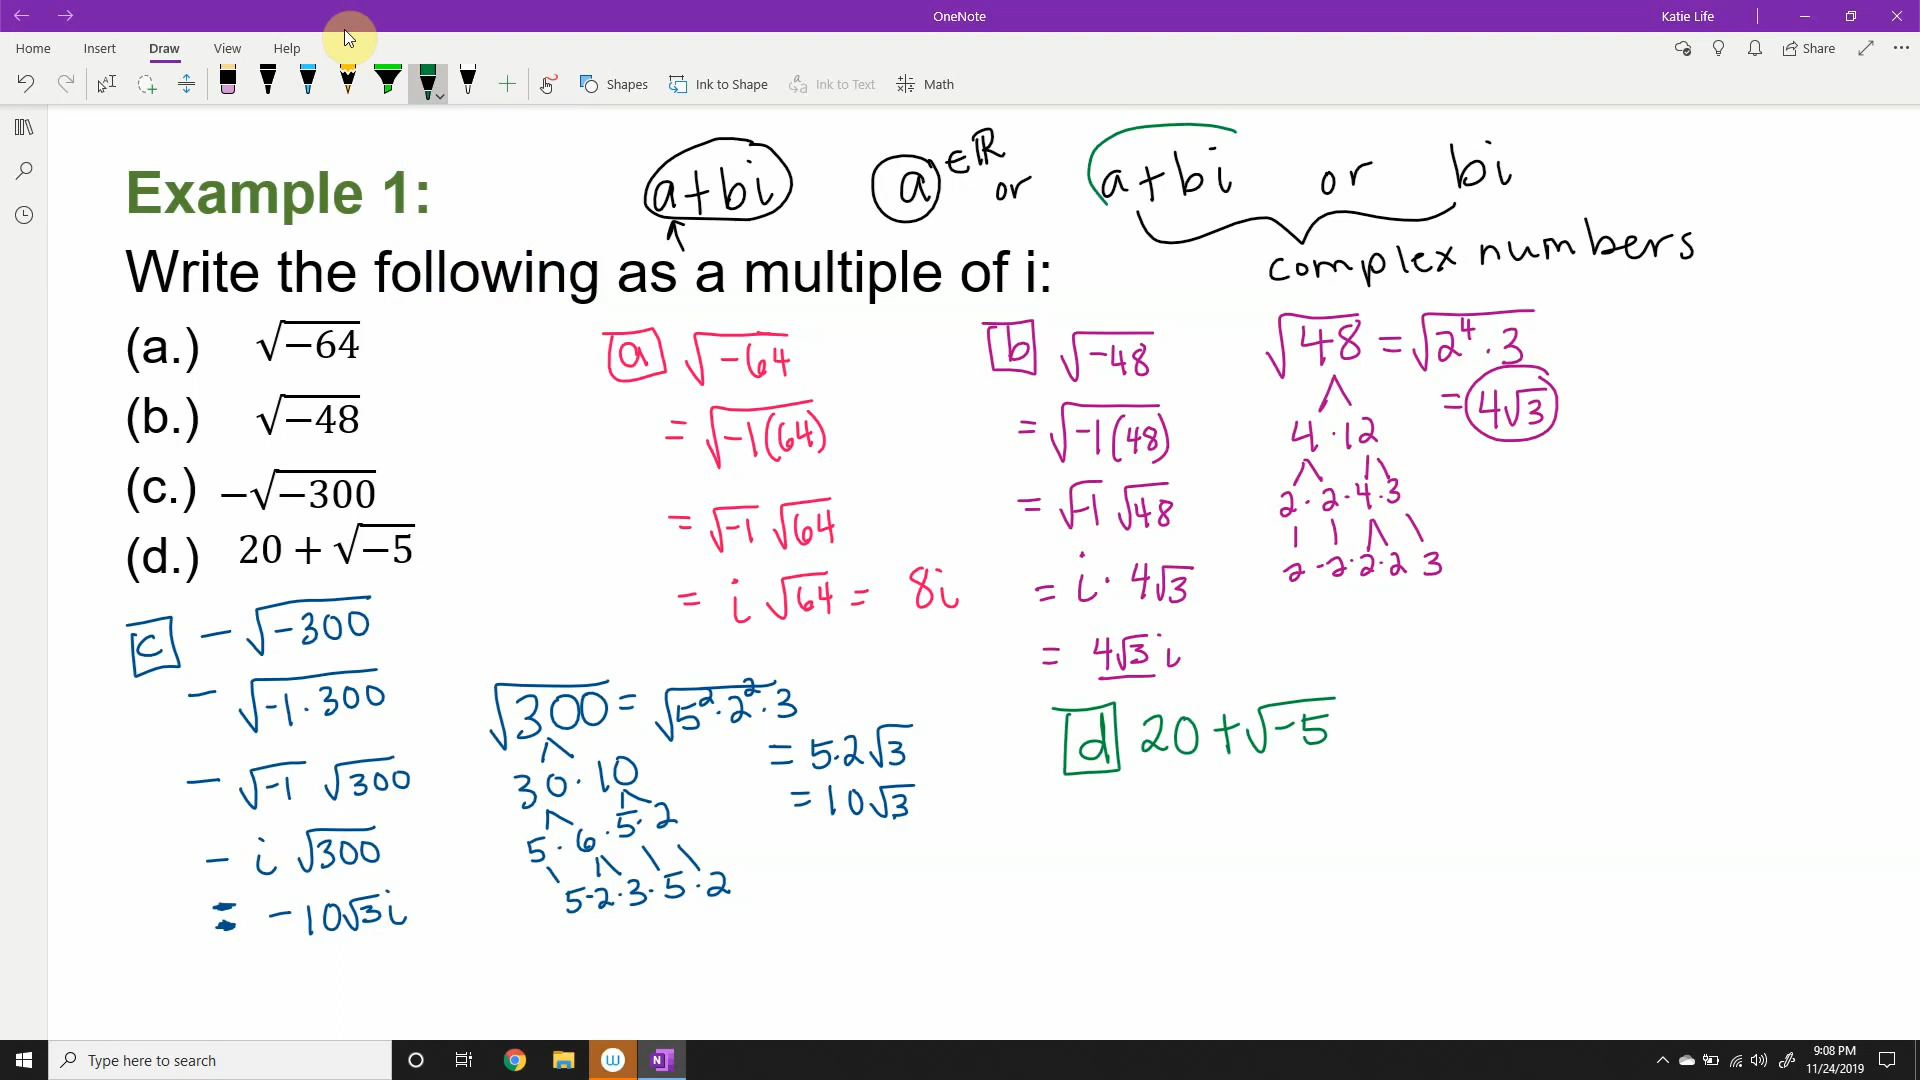 OneNote
Katie Life
Home Insert Draw View Help
Share
Shapes Ink to Shape Ink to Text Math
a+bi a ∈ ℝ or a+bi or bi
complex numbers
Example 1:
Write the following as a multiple of i:
(a.) √−64
(b.) √−48
(c.) −√−300
(d.) 20 + √−5
a √-64
= √-1(64)
= √-1 √64
= i √64 = 8i
b √-48
= √-1(48)
= √-1 √48
= i · 4√3
= 4√3 i
√48 = √2⁴·3
= 4√3
4·12
2·2·4·3
2·2·2·2 3
c − √-300
− √-1·300
− √-1 √300
− i √300
= −10√3i
√300 = √5²·2²·3
= 5·2√3
= 10√3
30·10
5·6·5·2
5·2·3·5·2
d 20+√-5
Type here to search
W
N
9:08 PM
11/24/2019